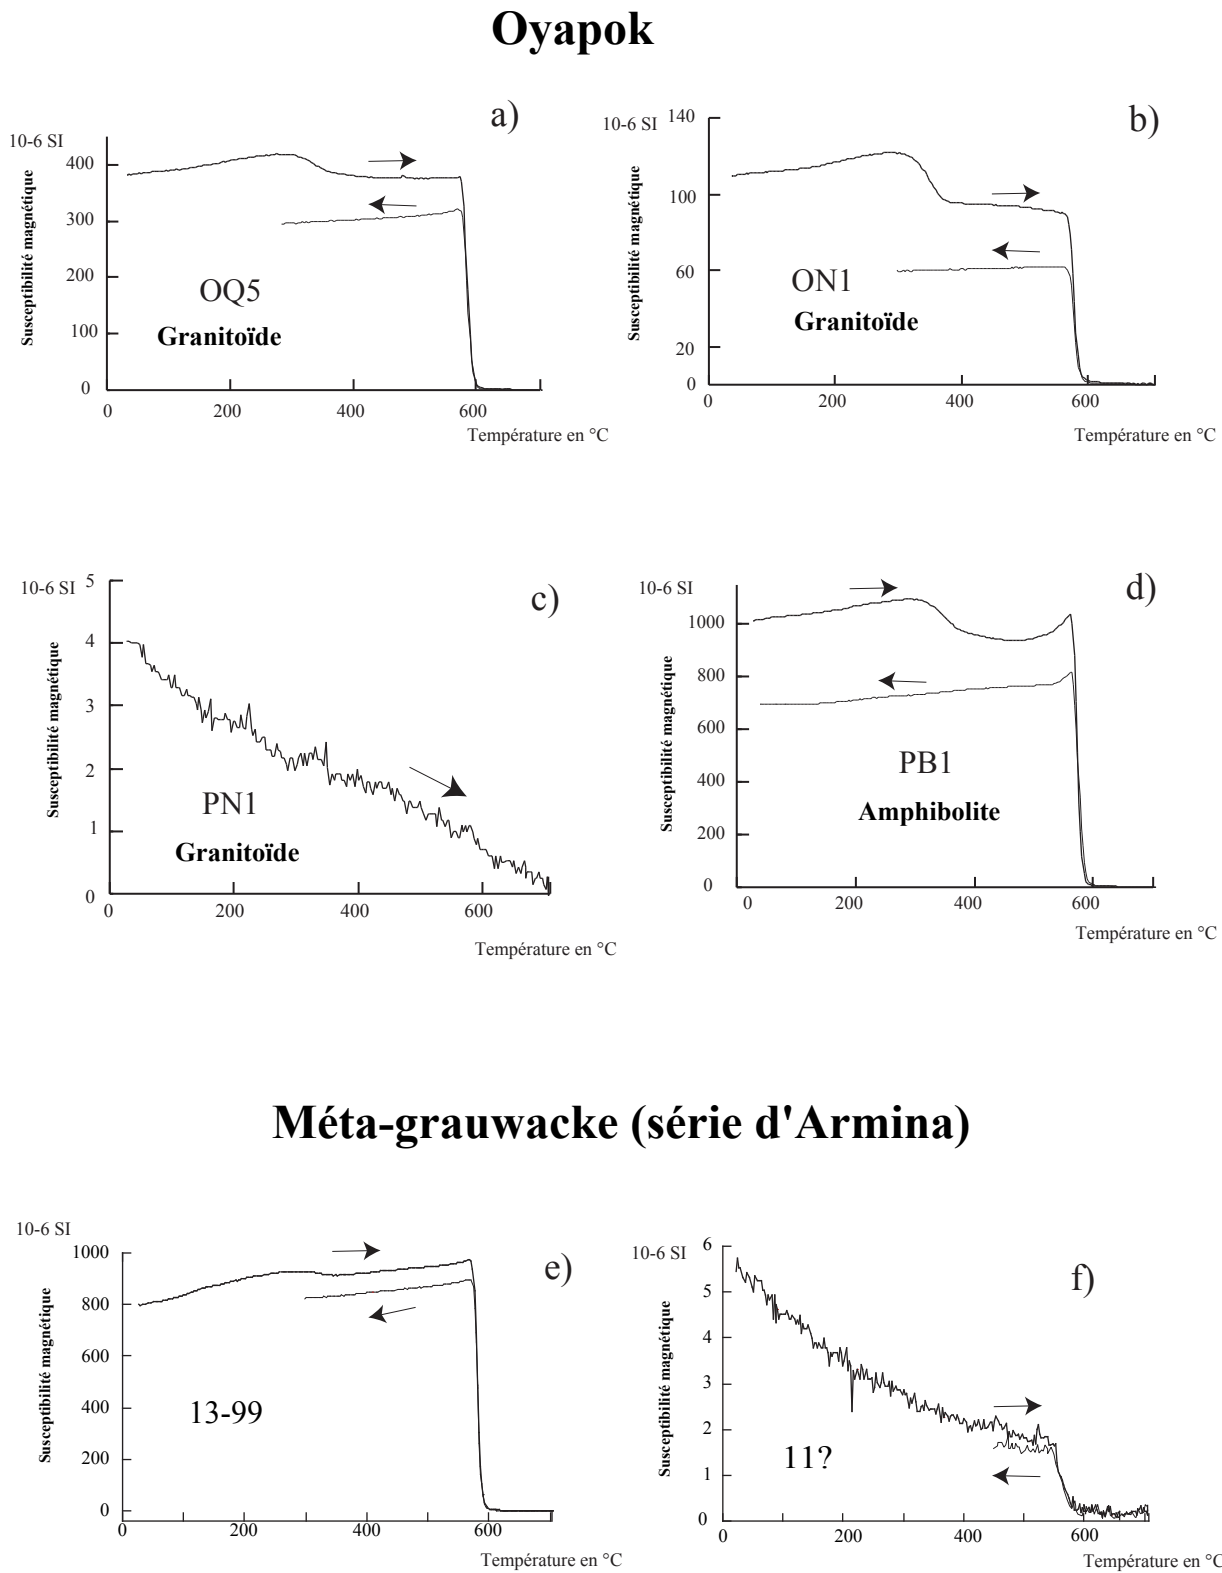 Oyapok
a)
10-6 SI
Susceptibilité magnétique
400
300
200
100
0
0
200
400
600
Température en °C
OQ5
Granitoïde
b)
10-6 SI
Susceptibilité magnétique
140
100
60
20
0
0
200
400
600
Température en °C
ON1
Granitoïde
c)
10-6 SI
Susceptibilité magnétique
5
4
3
2
1
0
0
200
400
600
Température en °C
PN1
Granitoïde
d)
10-6 SI
Susceptibilité magnétique
1000
800
600
400
200
0
0
200
400
600
Température en °C
PB1
Amphibolite
Méta-grauwacke (série d'Armina)
e)
10-6 SI
Susceptibilité magnétique
1000
800
600
400
200
0
0
200
400
600
Température en °C
13-99
f)
10-6 SI
Susceptibilité magnétique
6
5
4
3
2
1
0
0
200
400
600
Température en °C
11?